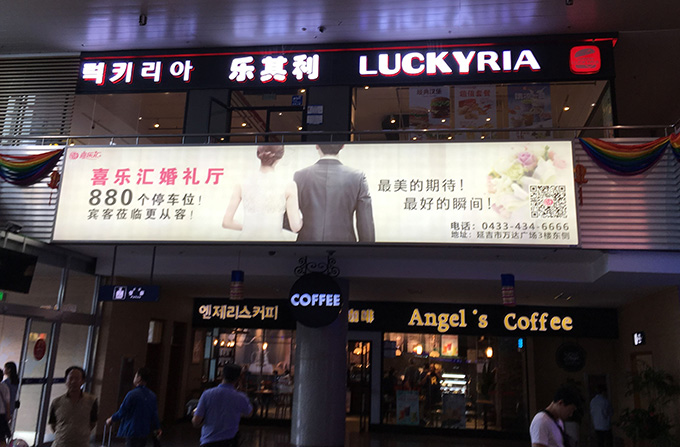 럭키리아 乐其利 LUCKYRIA
喜乐汇婚礼厅
880个停车位!
宾客莅临更从容!
最美的期待!
最好的瞬间!
电话:0433-434-6666
地址:延吉市万达广场3楼东侧
COFFEE
엔제리스커피
咖啡
Angel's Coffee